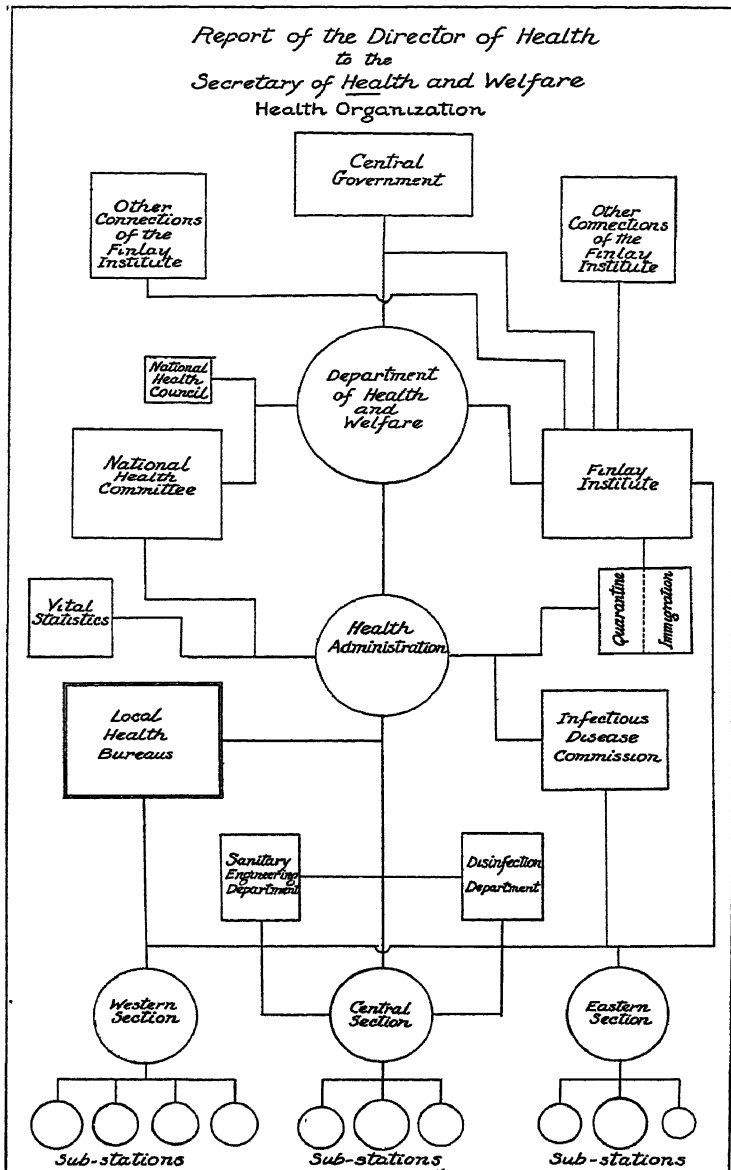 Report of the Director of Health
to the
Secretary of Health and Welfare
Health Organization
Central
Government
Other
Connections
of the
Finlay
Institute
Other
Connections
of the
Finlay
Institute
National
Health
Council
Department
of Health
and
Welfare
National
Health
Committee
Finlay
Institute
Vital
Statistics
Health
Administration
Quarantine
Immigration
Local
Health
Bureaus
Infectious
Disease
Commission
Sanitary
Engineering
Department
Disinfection
Department
Western
Section
Central
Section
Eastern
Section
Sub-stations
Sub-stations
Sub-stations